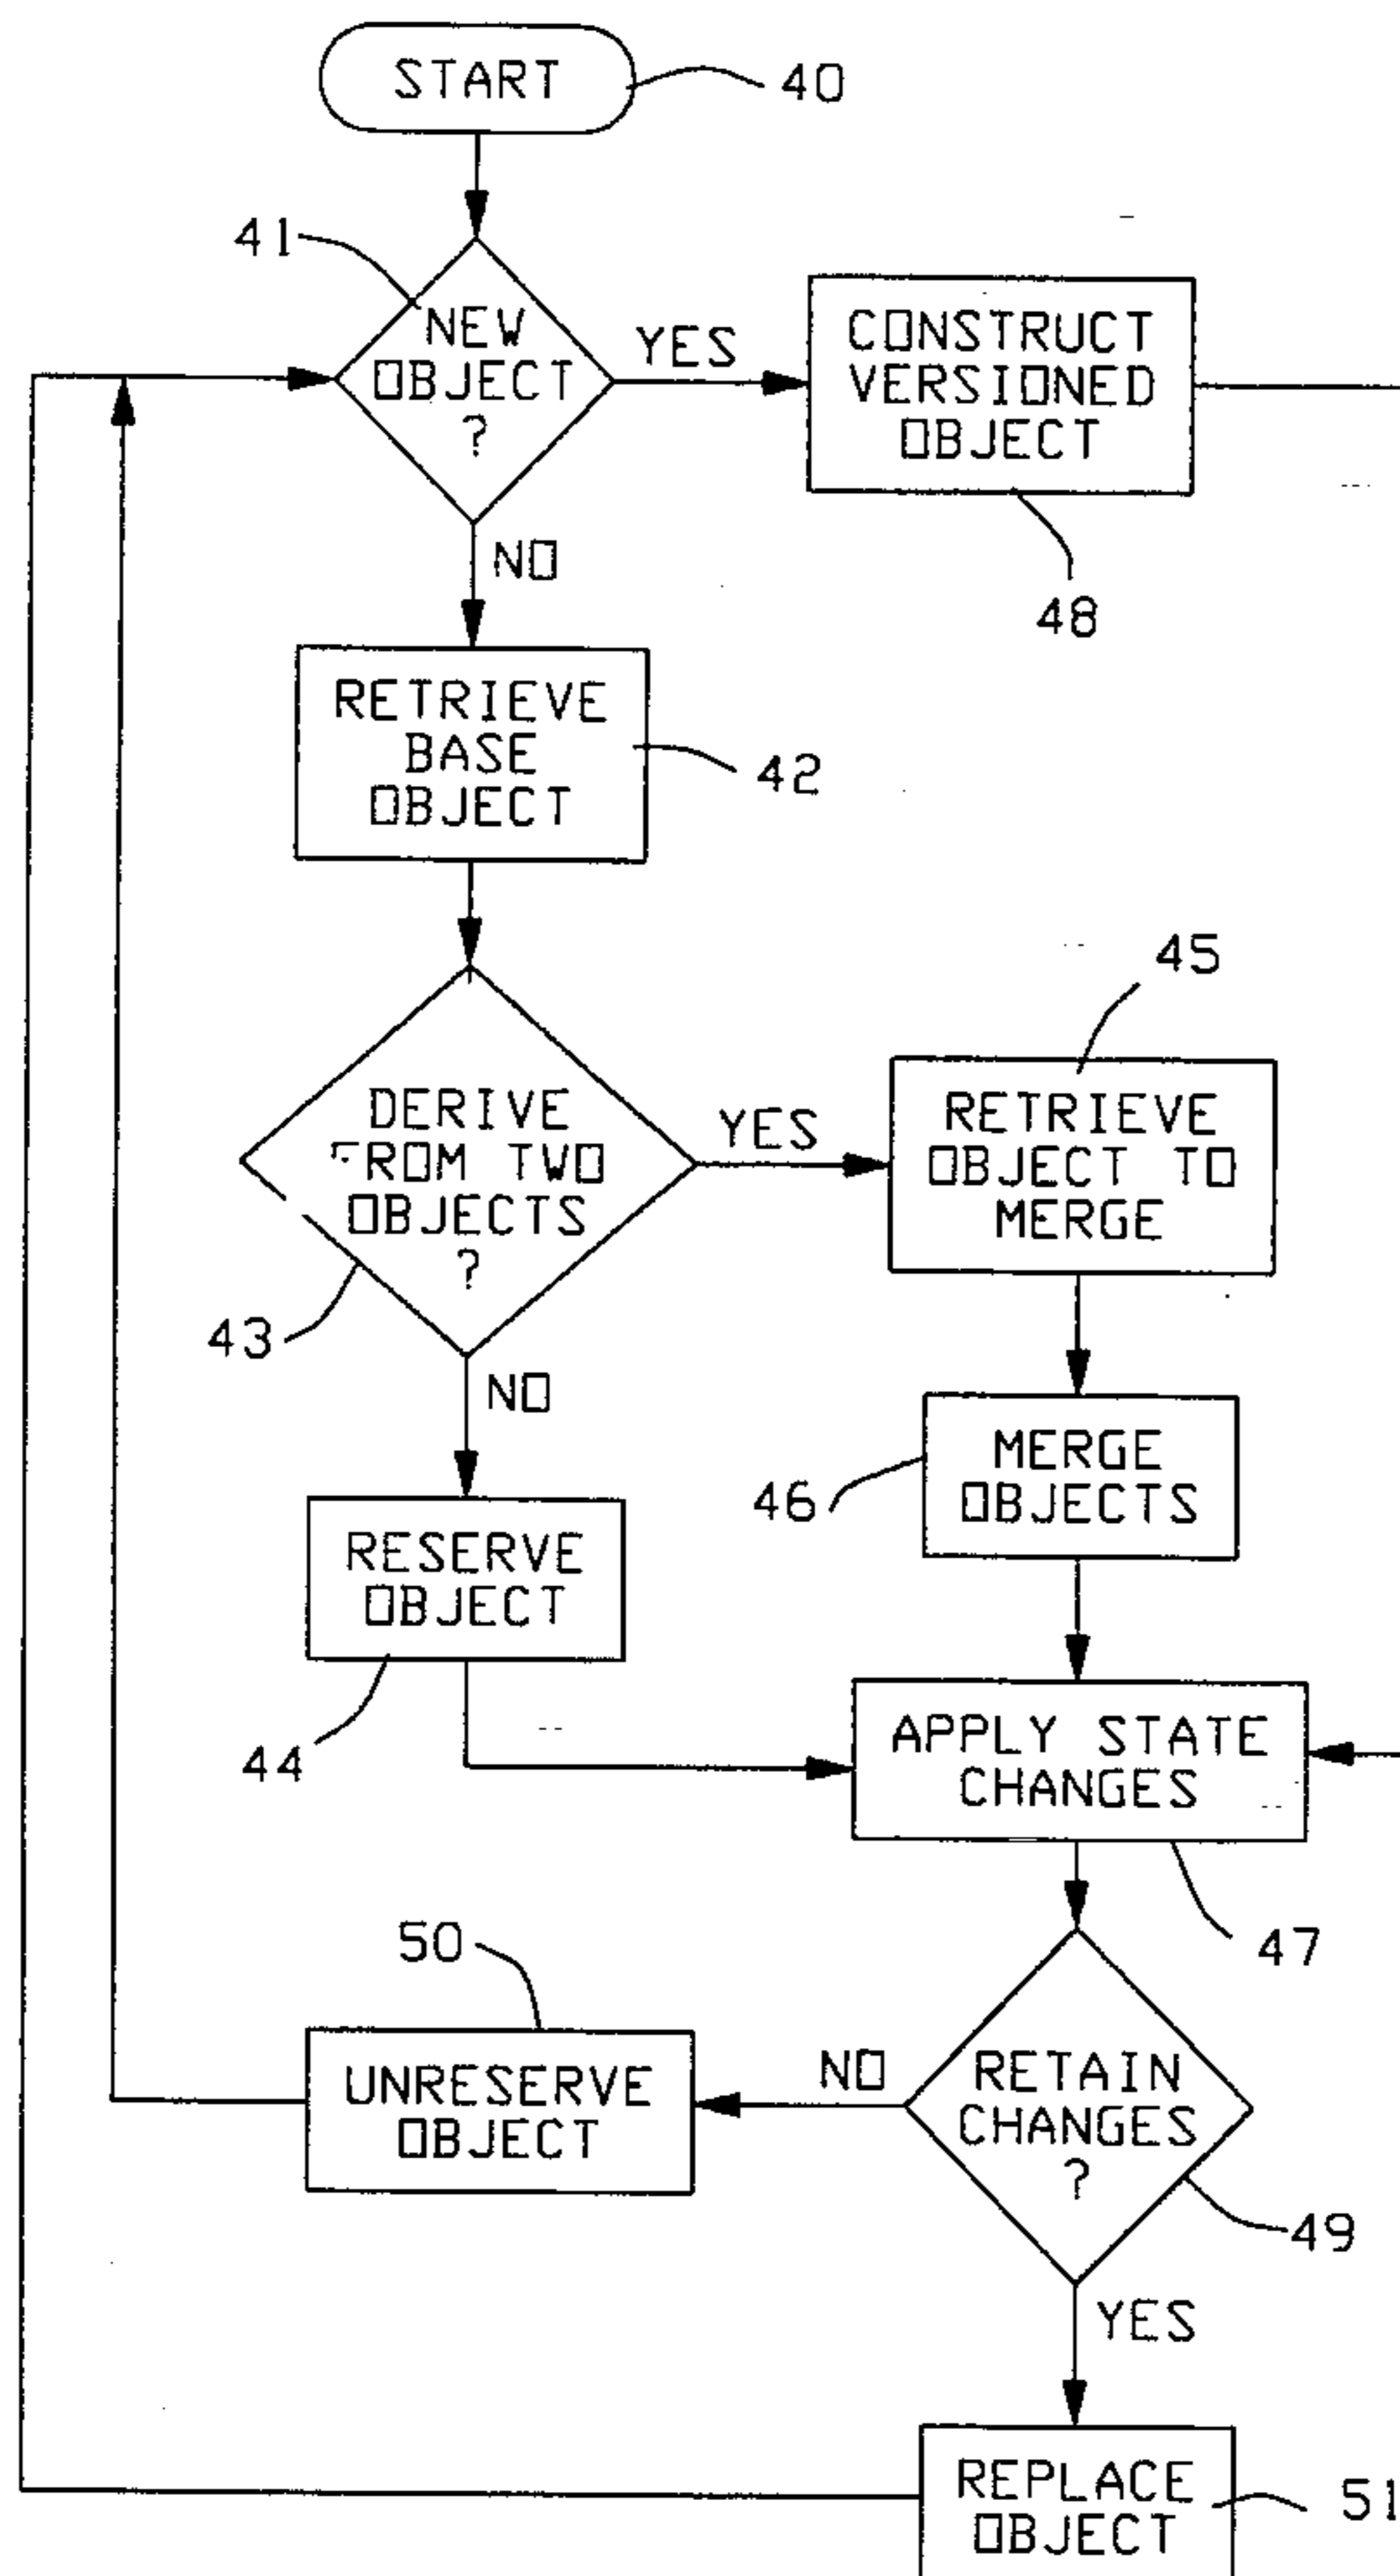 START
40
41
NEW
OBJECT
?
YES
CONSTRUCT
VERSIONED
OBJECT
48
NO
RETRIEVE
BASE
OBJECT
42
DERIVE
FROM TWO
OBJECTS
?
43
YES
45
RETRIEVE
OBJECT TO
MERGE
NO
46
MERGE
OBJECTS
RESERVE
OBJECT
44
APPLY STATE
CHANGES
47
50
UNRESERVE
OBJECT
NO
RETAIN
CHANGES
?
49
YES
REPLACE
OBJECT
51